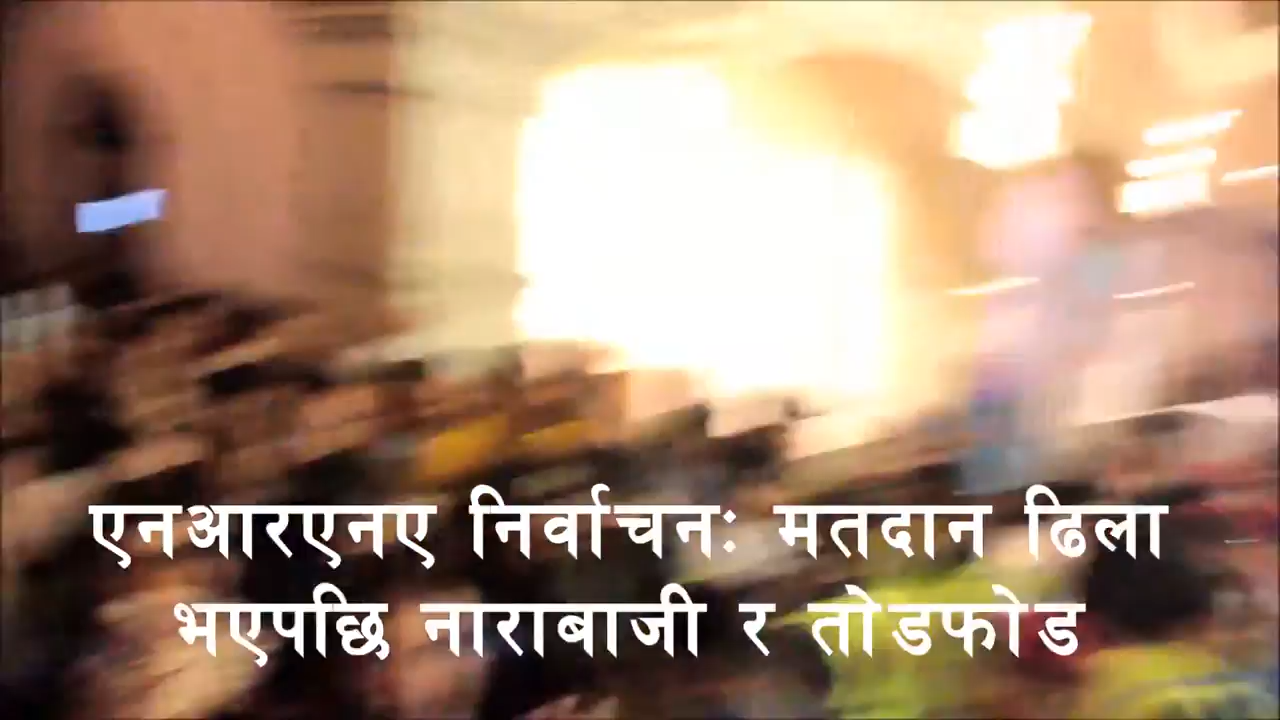 एनआरएनए निर्वाचनः मतदान ढिला
भएपछि नाराबाजी र तोडफोड